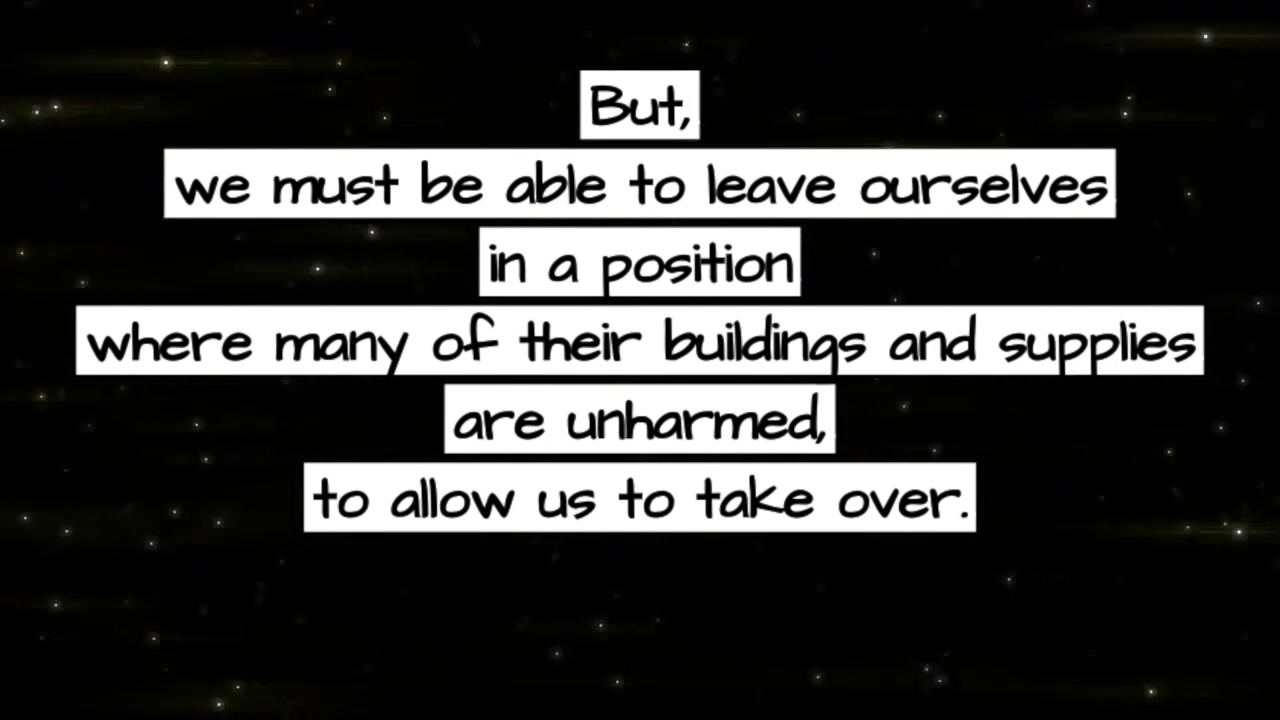 But,
we must be able to leave ourselves
in a position
where many of their buildings and supplies
are unharmed,
to allow us to take over.